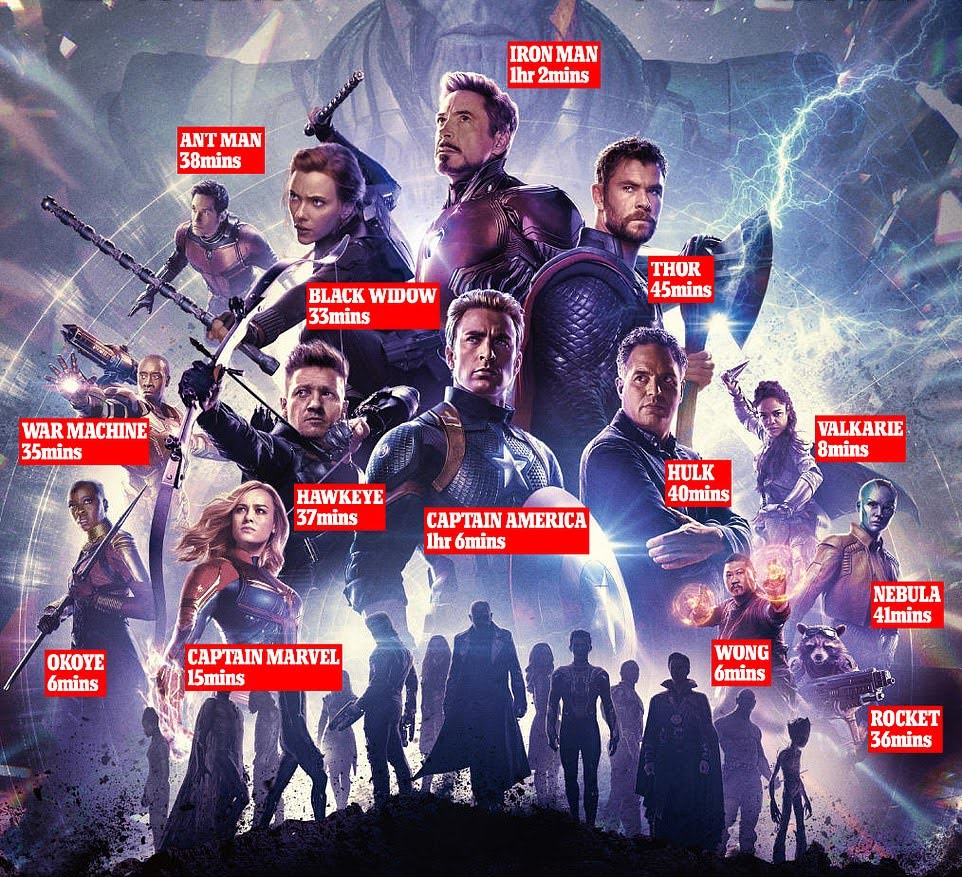 IRON MAN
1hr 2mins
ANT MAN
38mins
THOR
45mins
BLACK WIDOW
33mins
WAR MACHINE
35mins
VALKARIE
8mins
HULK
40mins
HAWKEYE
37mins
CAPTAIN AMERICA
1hr 6mins
NEBULA
41mins
WONG
6mins
OKOYE
6mins
CAPTAIN MARVEL
15mins
ROCKET
36mins